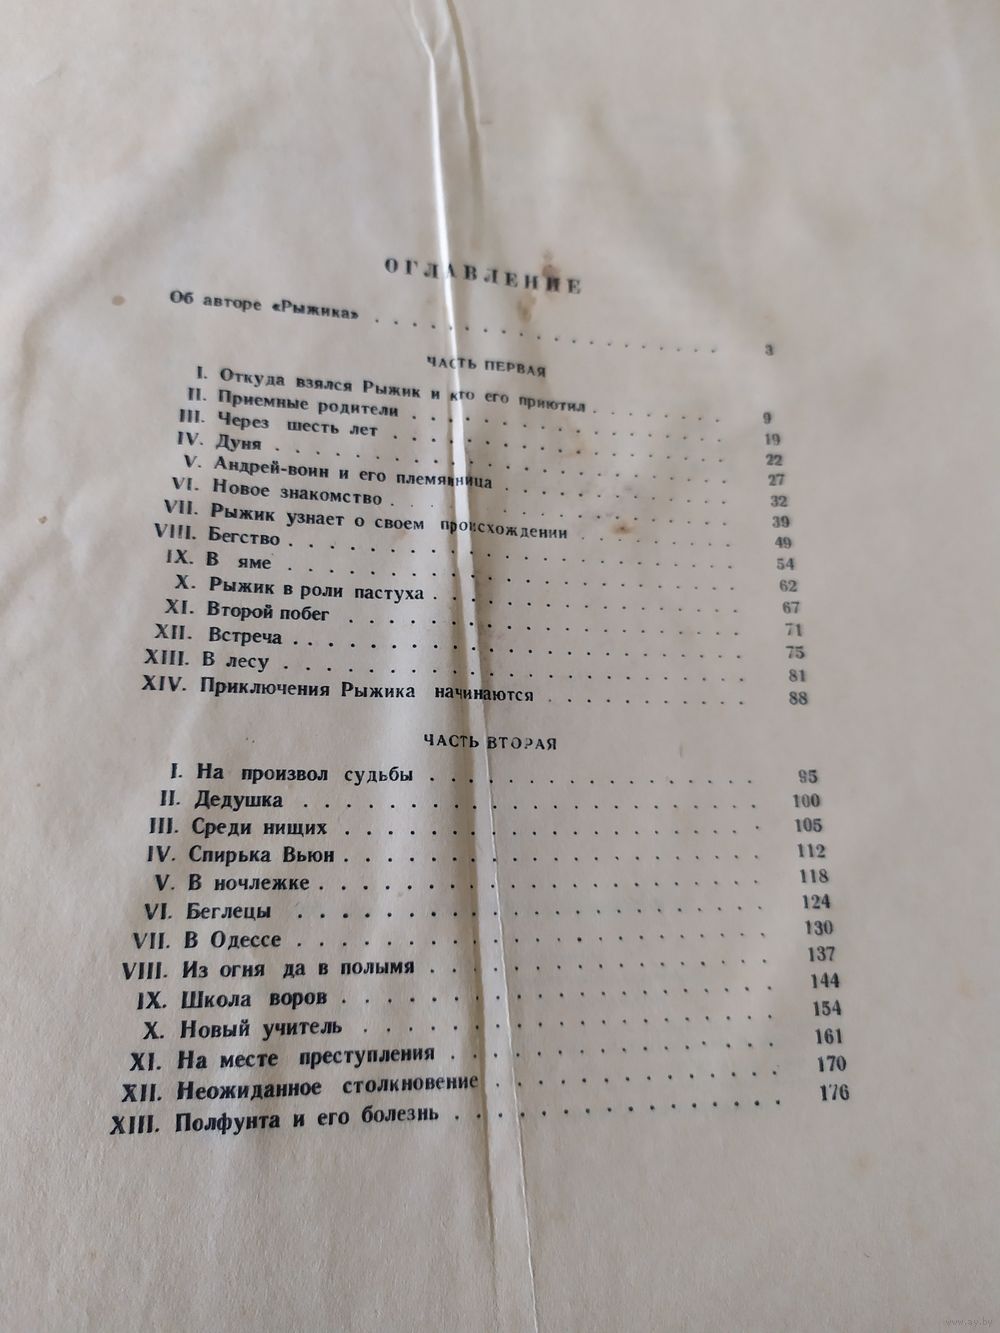 ОГЛАВЛЕНИЕ
Об авторе «Рыжика» . . . . . . . . . . . . . . . . . . 3
ЧАСТЬ ПЕРВАЯ
I. Откуда взялся Рыжик и кто его приютил . . . . . . . 9
II. Приемные родители . . . . . . . . . . . . . . . . 19
III. Через шесть лет . . . . . . . . . . . . . . . . . 22
IV. Дуня . . . . . . . . . . . . . . . . . . . . . . . 27
V. Андрей-воин и его племянница . . . . . . . . . . . . 32
VI. Новое знакомство . . . . . . . . . . . . . . . . . 39
VII. Рыжик узнает о своем происхождении . . . . . . . . 49
VIII. Бегство . . . . . . . . . . . . . . . . . . . . . 54
IX. В яме . . . . . . . . . . . . . . . . . . . . . . . 62
X. Рыжик в роли пастуха . . . . . . . . . . . . . . . . 67
XI. Второй побег . . . . . . . . . . . . . . . . . . . 71
XII. Встреча . . . . . . . . . . . . . . . . . . . . . . 75
XIII. В лесу . . . . . . . . . . . . . . . . . . . . . . 81
XIV. Приключения Рыжика начинаются . . . . . . . . . . . 88
ЧАСТЬ ВТОРАЯ
I. На произвол судьбы . . . . . . . . . . . . . . . . . 95
II. Дедушка . . . . . . . . . . . . . . . . . . . . . . 100
III. Среди нищих . . . . . . . . . . . . . . . . . . . . 105
IV. Спирька Вьюн . . . . . . . . . . . . . . . . . . . . 112
V. В ночлежке . . . . . . . . . . . . . . . . . . . . . 118
VI. Беглецы . . . . . . . . . . . . . . . . . . . . . . 124
VII. В Одессе . . . . . . . . . . . . . . . . . . . . . 130
VIII. Из огня да в полымя . . . . . . . . . . . . . . . 137
IX. Школа воров . . . . . . . . . . . . . . . . . . . . 144
X. Новый учитель . . . . . . . . . . . . . . . . . . . 154
XI. На месте преступления . . . . . . . . . . . . . . . 161
XII. Неожиданное столкновение . . . . . . . . . . . . . 170
XIII. Полфунта и его болезнь . . . . . . . . . . . . . . 176
www.ay.by